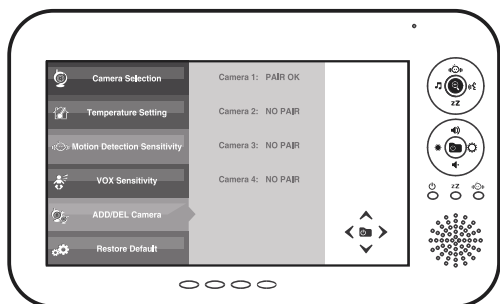 Camera Selection
Temperature Setting
Motion Detection Sensitivity
VOX Sensitivity
ADD/DEL Camera
Restore Default
Camera 1: PAIR OK
Camera 2: NO PAIR
Camera 3: NO PAIR
Camera 4: NO PAIR
zZ
zZ